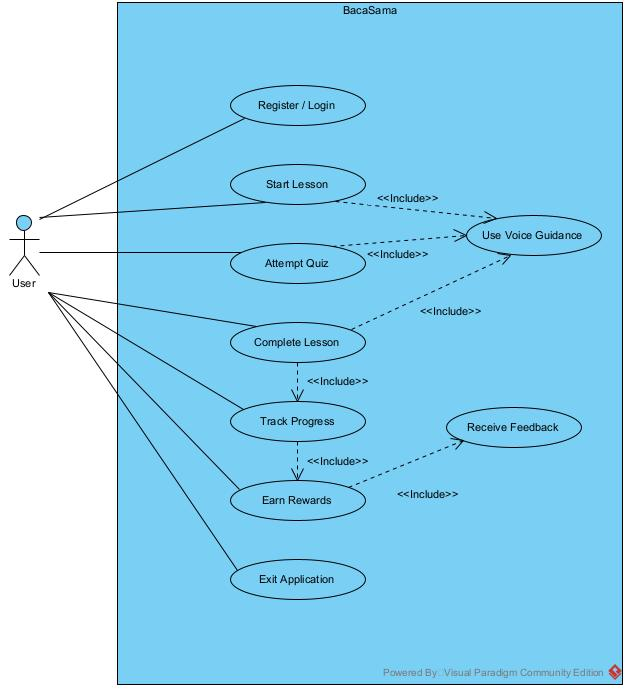 BacaSama
Register / Login
Start Lesson
<<Include>>
Use Voice Guidance
User
Attempt Quiz
<<Include>>
<<Include>>
Complete Lesson
<<Include>>
Track Progress
Receive Feedback
<<Include>>
Earn Rewards
<<Include>>
Exit Application
Powered By Visual Paradigm Community Edition